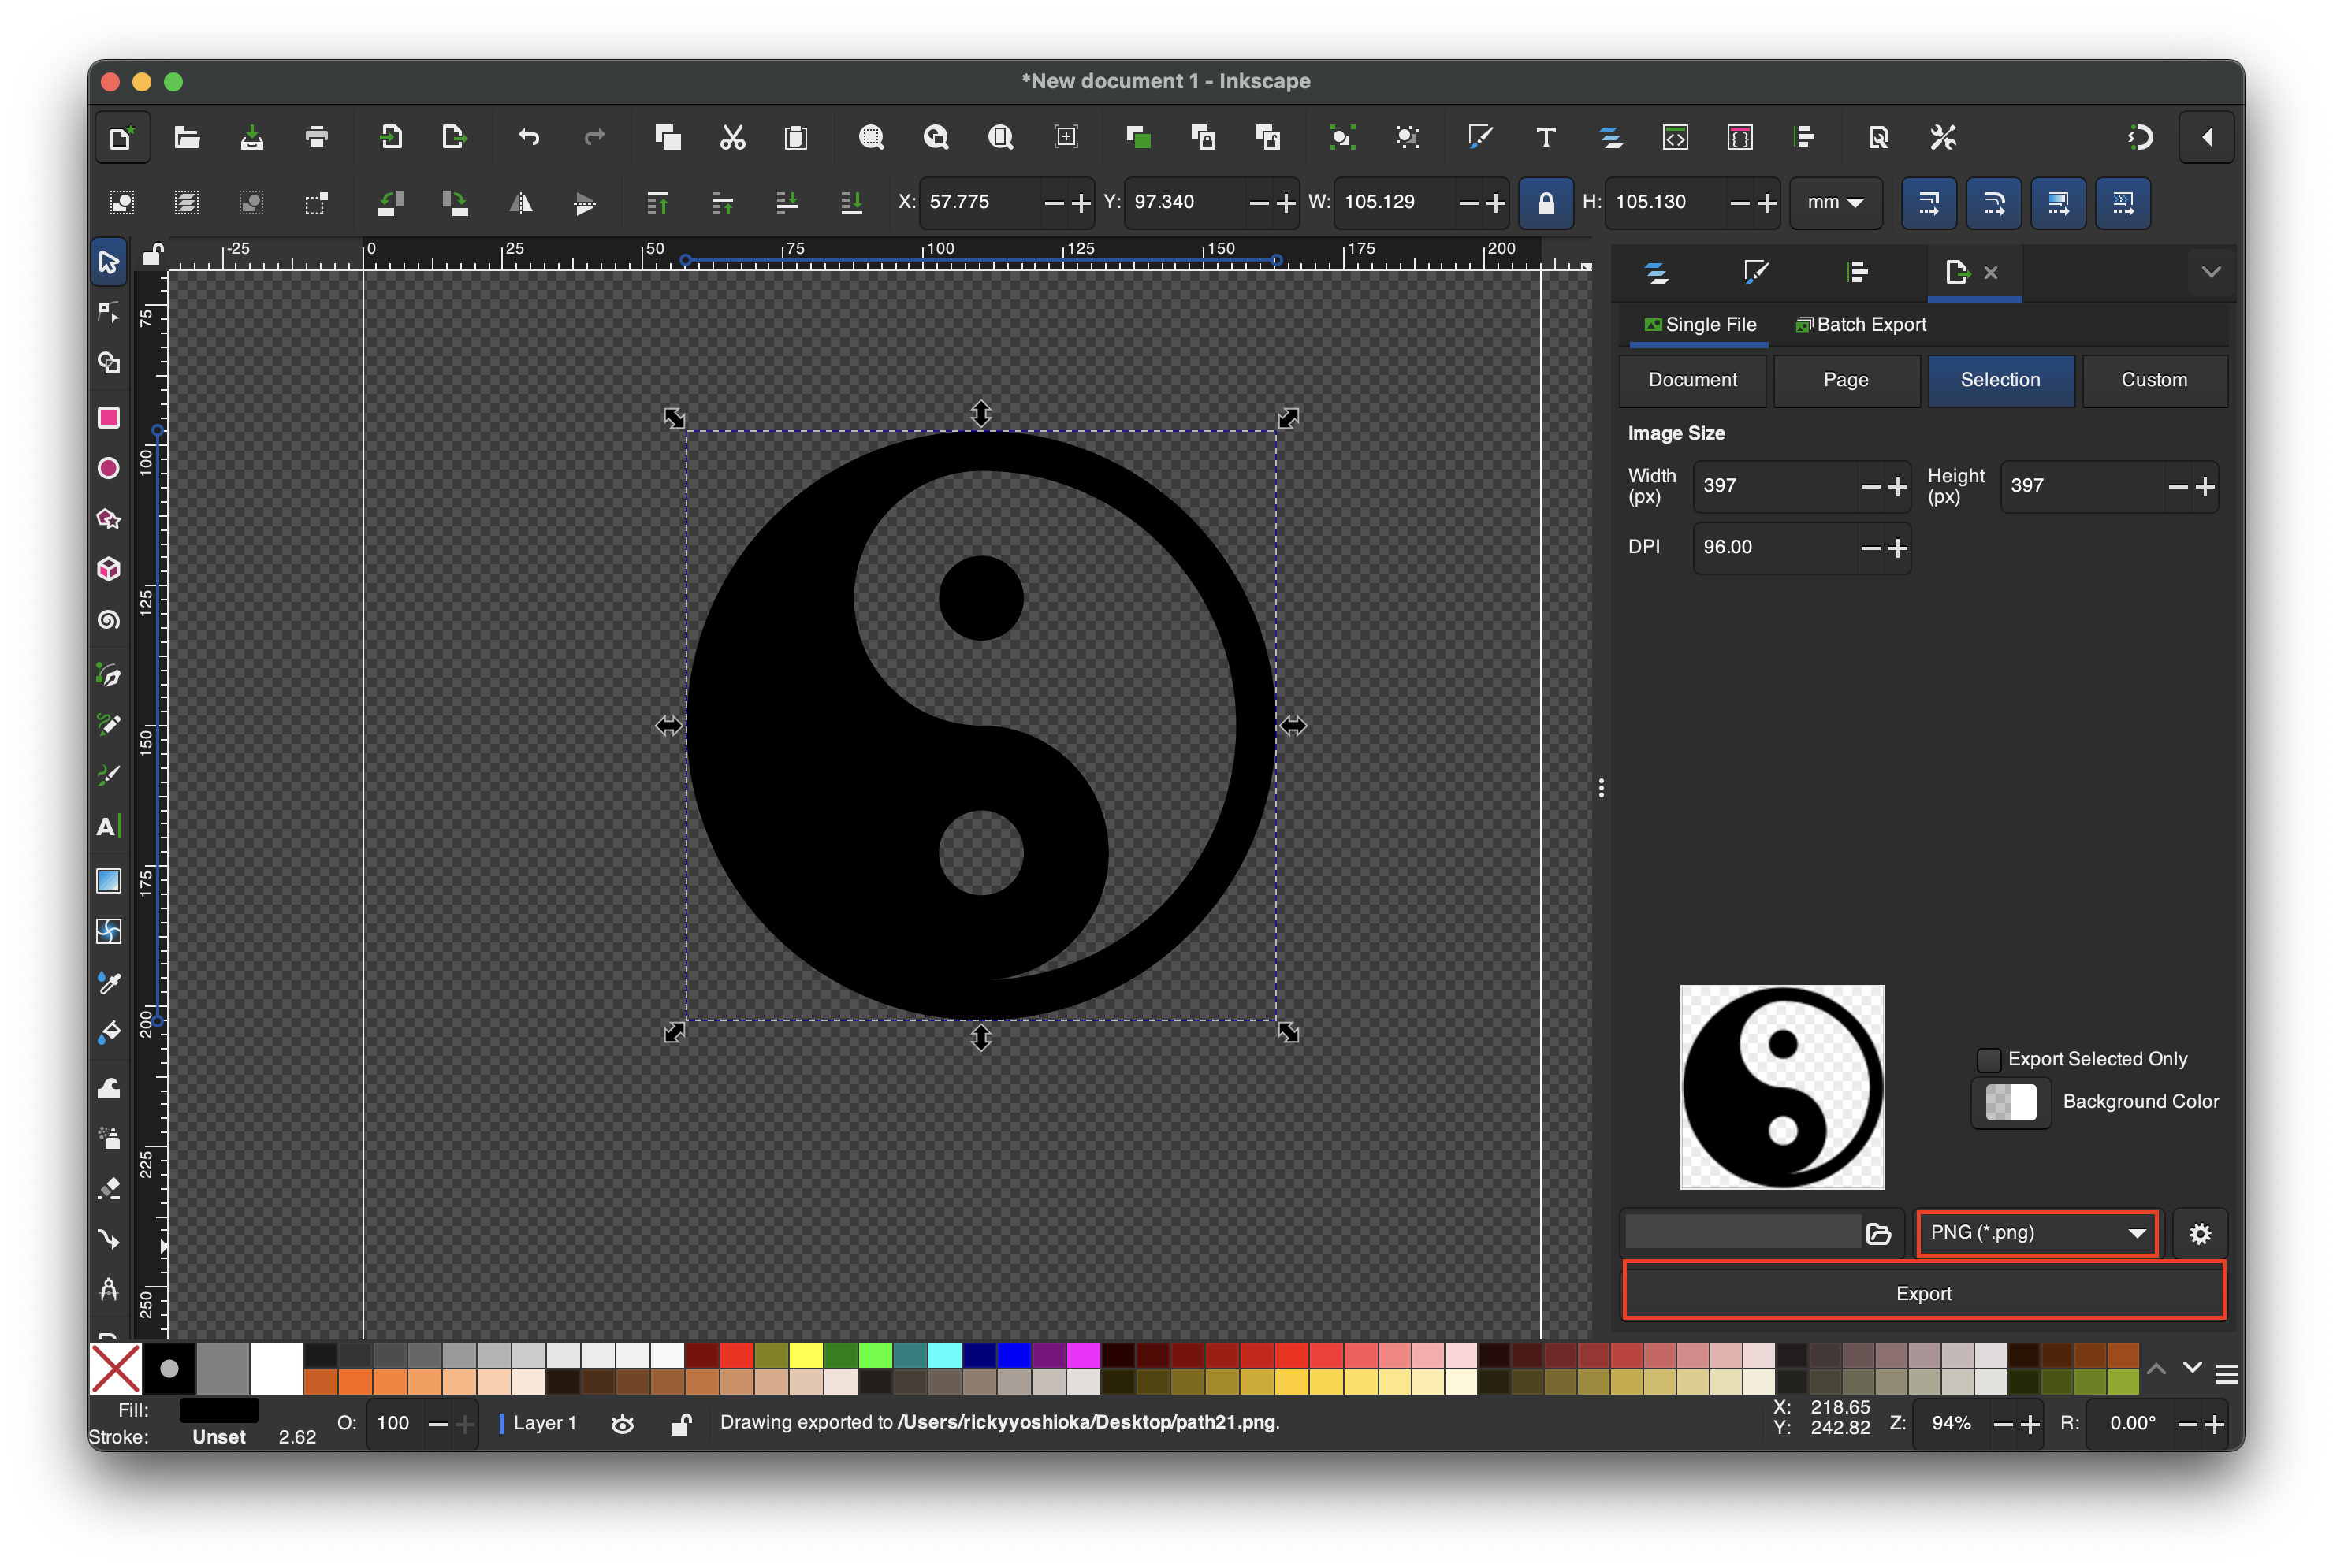 *New document 1 - Inkscape
X: 57.775 Y: 97.340 W: 105.129 H: 105.130 mm
-25 0 25 50 75 100 125 150 175 200
75
100
125
150
175
200
225
250
Single File Batch Export
Document Page Selection Custom
Image Size
Width (px) 397 Height (px) 397
DPI 96.00
Export Selected Only
Background Color
PNG (*.png)
Export
Fill:
Stroke: Unset 2.62
O: 100
Layer 1
Drawing exported to /Users/rickyyoshioka/Desktop/path21.png.
X: 218.65
Y: 242.82
Z: 94%
R: 0.00°